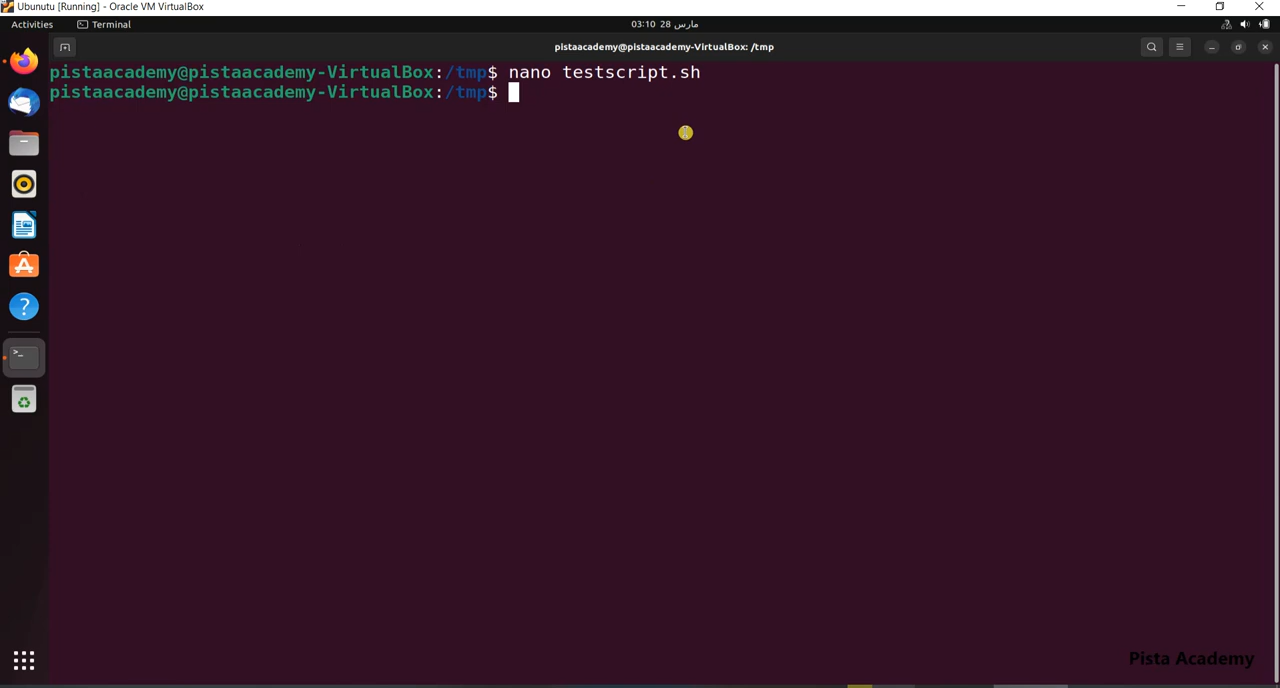 Ubunutu [Running] - Oracle VM VirtualBox
Activities
Terminal
03:10 28 مارس
pistaacademy@pistaacademy-VirtualBox: /tmp
pistaacademy@pistaacademy-VirtualBox:/tmp$ nano testscript.sh
pistaacademy@pistaacademy-VirtualBox:/tmp$
Pista Academy